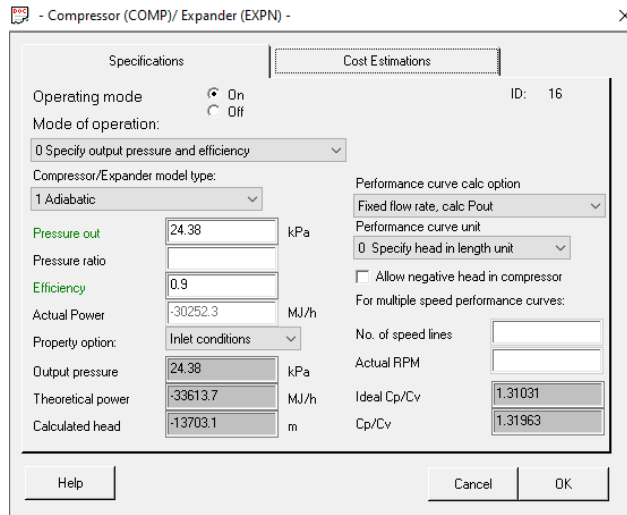 - Compressor (COMP)/ Expander (EXPN) -
Specifications
Cost Estimations
Operating mode
On
Off
ID: 16
Mode of operation:
0 Specify output pressure and efficiency
Compressor/Expander model type:
1 Adiabatic
Pressure out 24.38 kPa
Pressure ratio
Efficiency 0.9
Actual Power -30252.3 MJ/h
Property option: Inlet conditions
Output pressure 24.38 kPa
Theoretical power -33613.7 MJ/h
Calculated head -13703.1 m
Performance curve calc option
Fixed flow rate, calc Pout
Performance curve unit
0 Specify head in length unit
Allow negative head in compressor
For multiple speed performance curves:
No. of speed lines
Actual RPM
Ideal Cp/Cv 1.31031
Cp/Cv 1.31963
Help
Cancel
OK